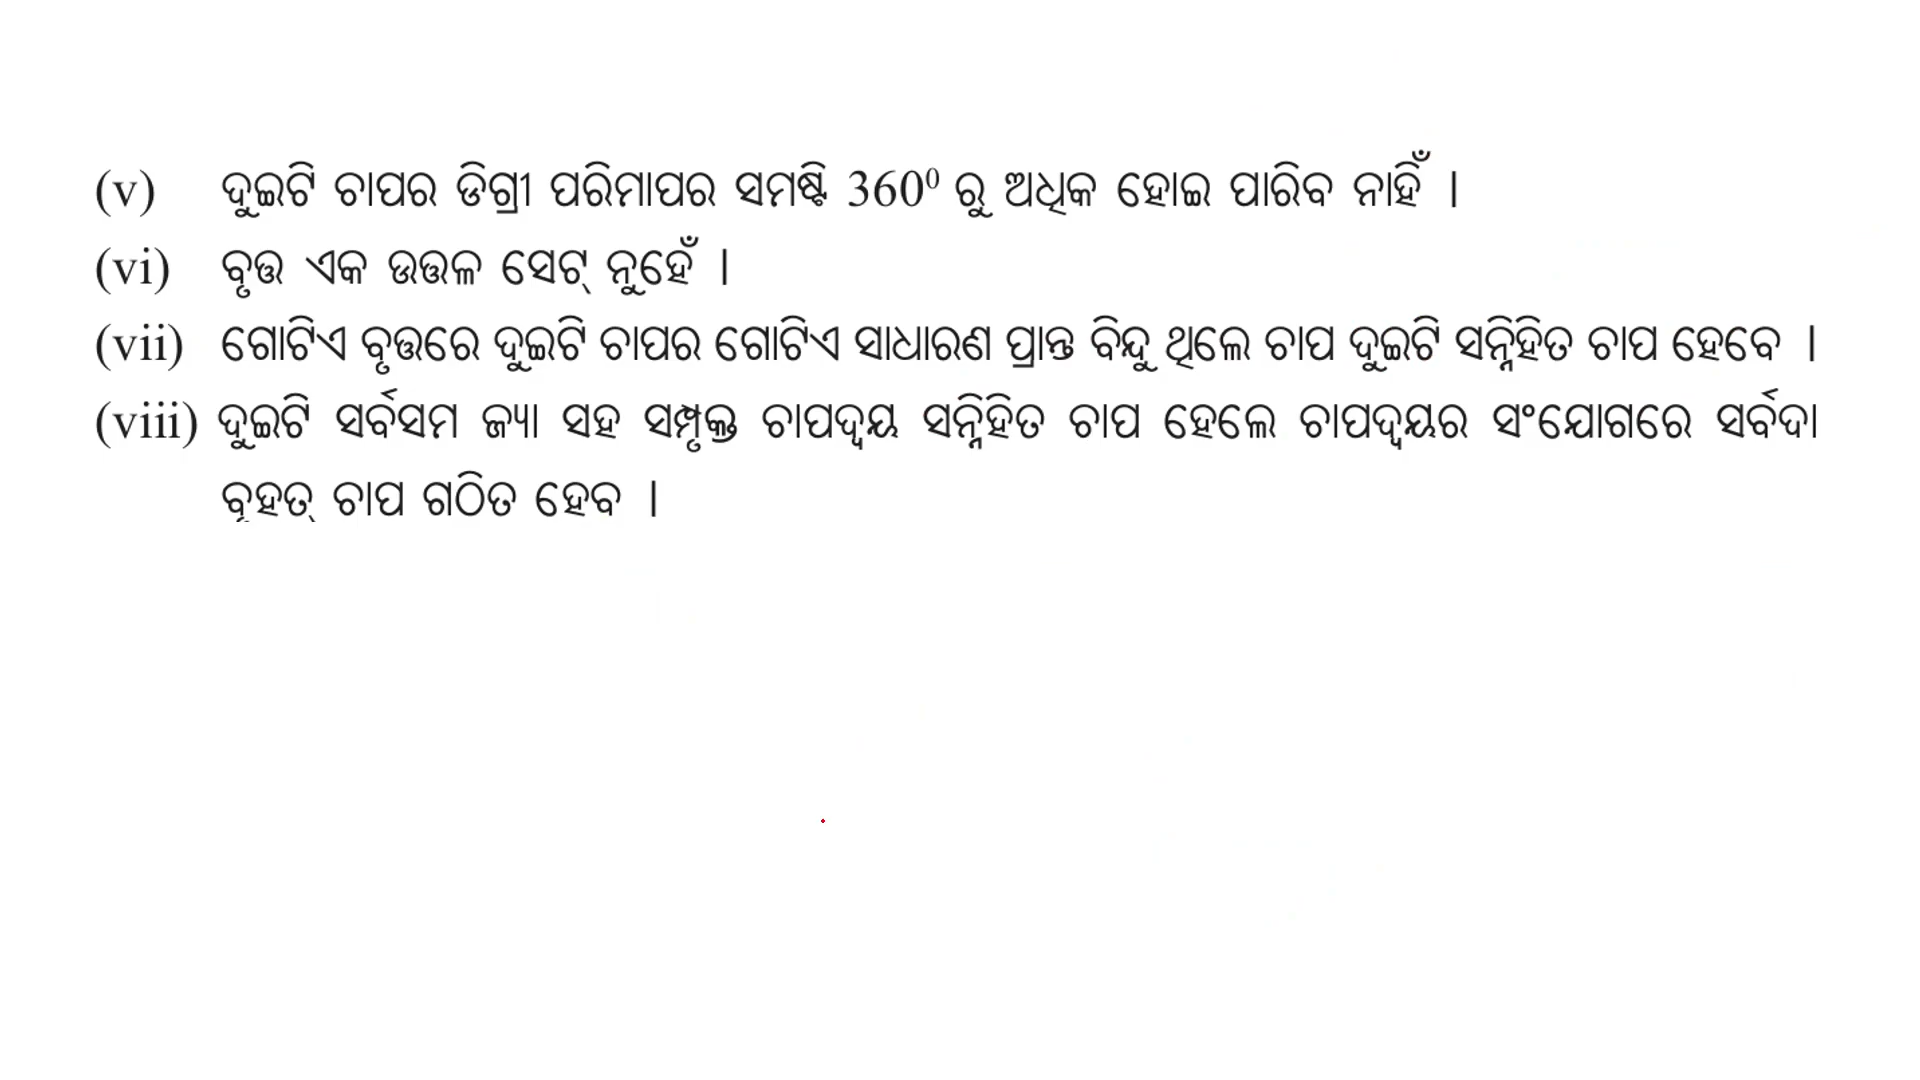 (v) ଦୁଇଟି ଚାପର ଡିଗ୍ରୀ ପରିମାପର ସମଷ୍ଟି 360⁰ ରୁ ଅଧିକ ହୋଇ ପାରିବ ନାହିଁ ।
(vi) ବୃତ୍ତ ଏକ ଉତ୍ତଳ ସେଟ୍ ନୁହେଁ ।
(vii) ଗୋଟିଏ ବୃତ୍ତରେ ଦୁଇଟି ଚାପର ଗୋଟିଏ ସାଧାରଣ ପ୍ରାନ୍ତ ବିନ୍ଦୁ ଥିଲେ ଚାପ ଦୁଇଟି ସନ୍ନିହିତ ଚାପ ହେବେ ।
(viii) ଦୁଇଟି ସର୍ବସମ ଜ୍ୟା ସହ ସମ୍ପୃକ୍ତ ଚାପଦ୍ୱୟ ସନ୍ନିହିତ ଚାପ ହେଲେ ଚାପଦ୍ୱୟର ସଂଯୋଗରେ ସର୍ବଦା
ବୃହତ୍ ଚାପ ଗଠିତ ହେବ ।